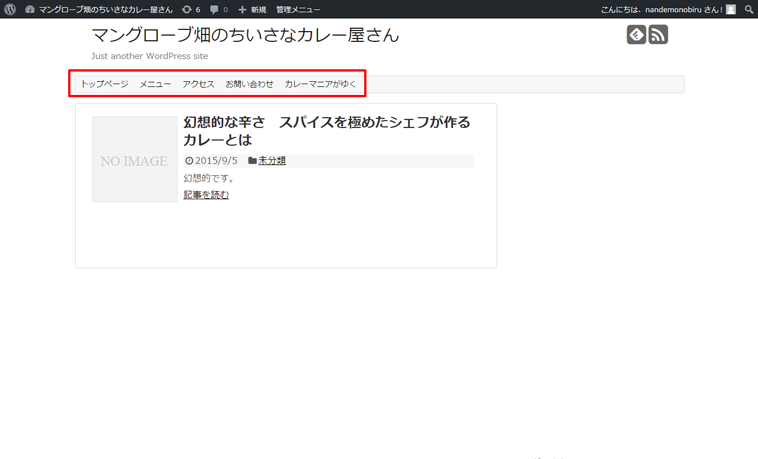 マングローブ畑のちいさなカレー屋さん 6 0 新規 管理メニュー こんにちは、nandemonobiru さん!
マングローブ畑のちいさなカレー屋さん
Just another WordPress site
トップページ メニュー アクセス お問い合わせ カレーマニアがゆく
NO IMAGE
幻想的な辛さ　スパイスを極めたシェフが作る
カレーとは
2015/9/5 未分類
幻想的です。
記事を読む